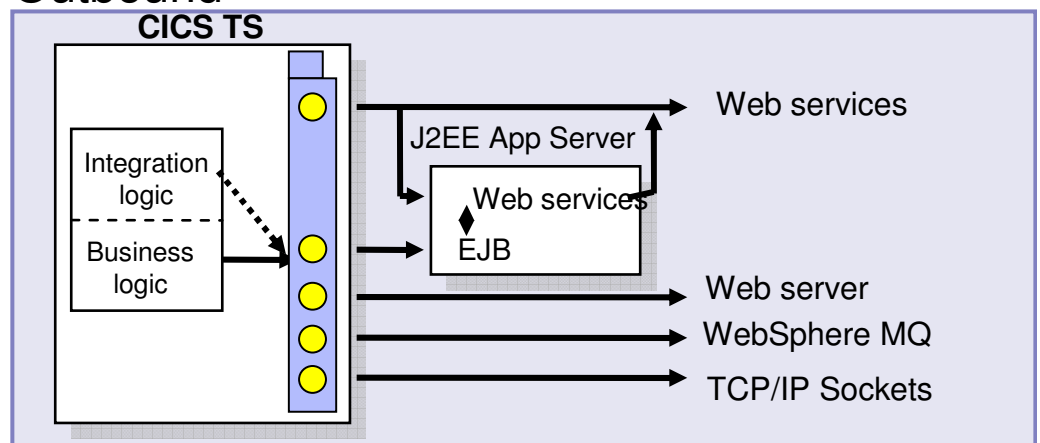 Outbound
CICS TS
Web services
J2EE App Server
Integration
logic
Web services
Business
logic
EJB
Web server
WebSphere MQ
TCP/IP Sockets